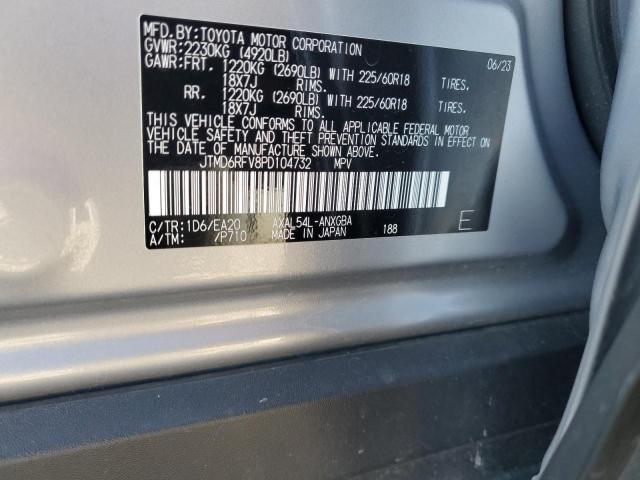 MFD.BY:TOYOTA MOTOR CORPORATION 06/23
GVWR:2230KG (4920LB)
GAWR:FRT. 1220KG (2690LB) WITH 225/60R18 TIRES.
18X7J RIMS.
RR. 1220KG (2690LB) WITH 225/60R18 TIRES.
18X7J RIMS.
THIS VEHICLE CONFORMS TO ALL APPLICABLE FEDERAL MOTOR
VEHICLE SAFETY AND THEFT PREVENTION STANDARDS IN EFFECT ON
THE DATE OF MANUFACTURE SHOWN ABOVE.
JTMD6RFV8PD104732 MPV
C/TR:1D6/EA20 AXAL54L-ANXGBA
A/TM: /P710 MADE IN JAPAN 188 E